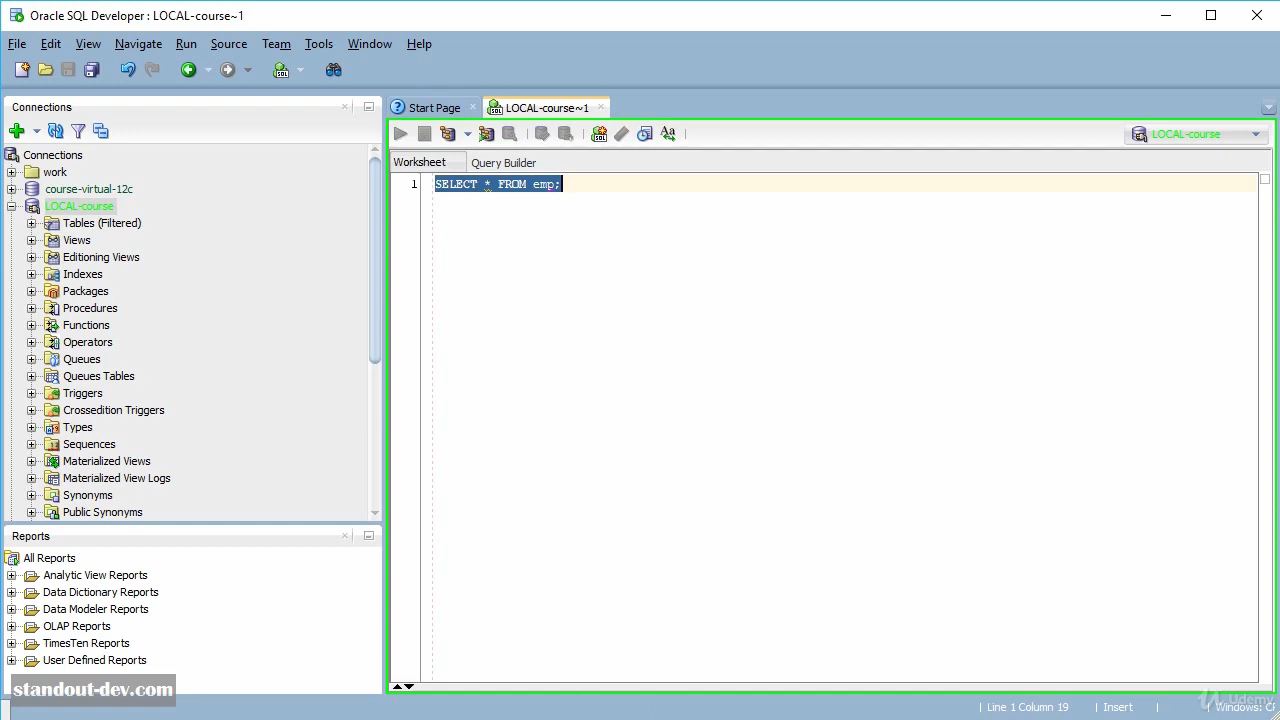 Oracle SQL Developer : LOCAL-course~1
File Edit View Navigate Run Source Team Tools Window Help
Connections
Connections
work
course-virtual-12c
LOCAL-course
Tables (Filtered)
Views
Editioning Views
Indexes
Packages
Procedures
Functions
Operators
Queues
Queues Tables
Triggers
Crossedition Triggers
Types
Sequences
Materialized Views
Materialized View Logs
Synonyms
Public Synonyms
Reports
All Reports
Analytic View Reports
Data Dictionary Reports
Data Modeler Reports
OLAP Reports
TimesTen Reports
User Defined Reports
standout-dev.com
Start Page LOCAL-course~1
LOCAL-course
Worksheet Query Builder
1 SELECT * FROM emp;
Line 1 Column 19 Insert Windows: Cl
Udemy